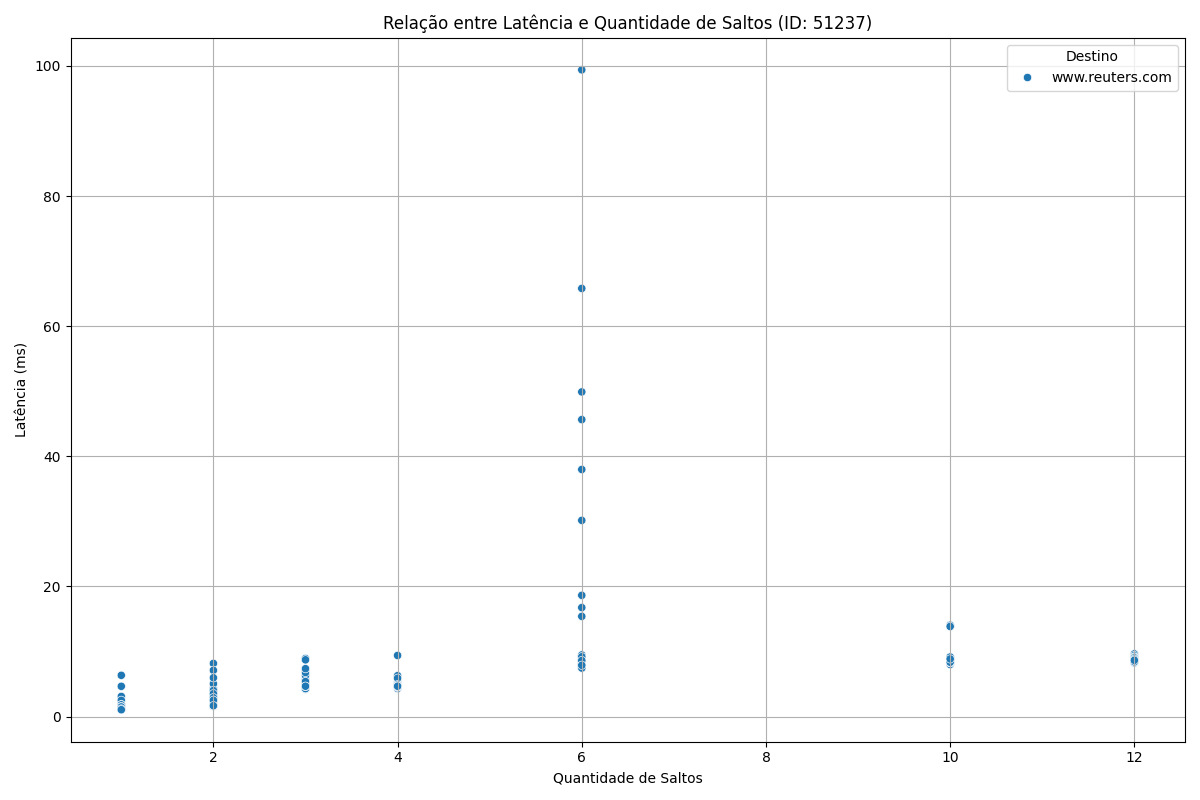 Relação entre Latência e Quantidade de Saltos (ID: 51237)
Destino
www.reuters.com
100
80
60
40
20
0
Latência (ms)
2
4
6
8
10
12
Quantidade de Saltos